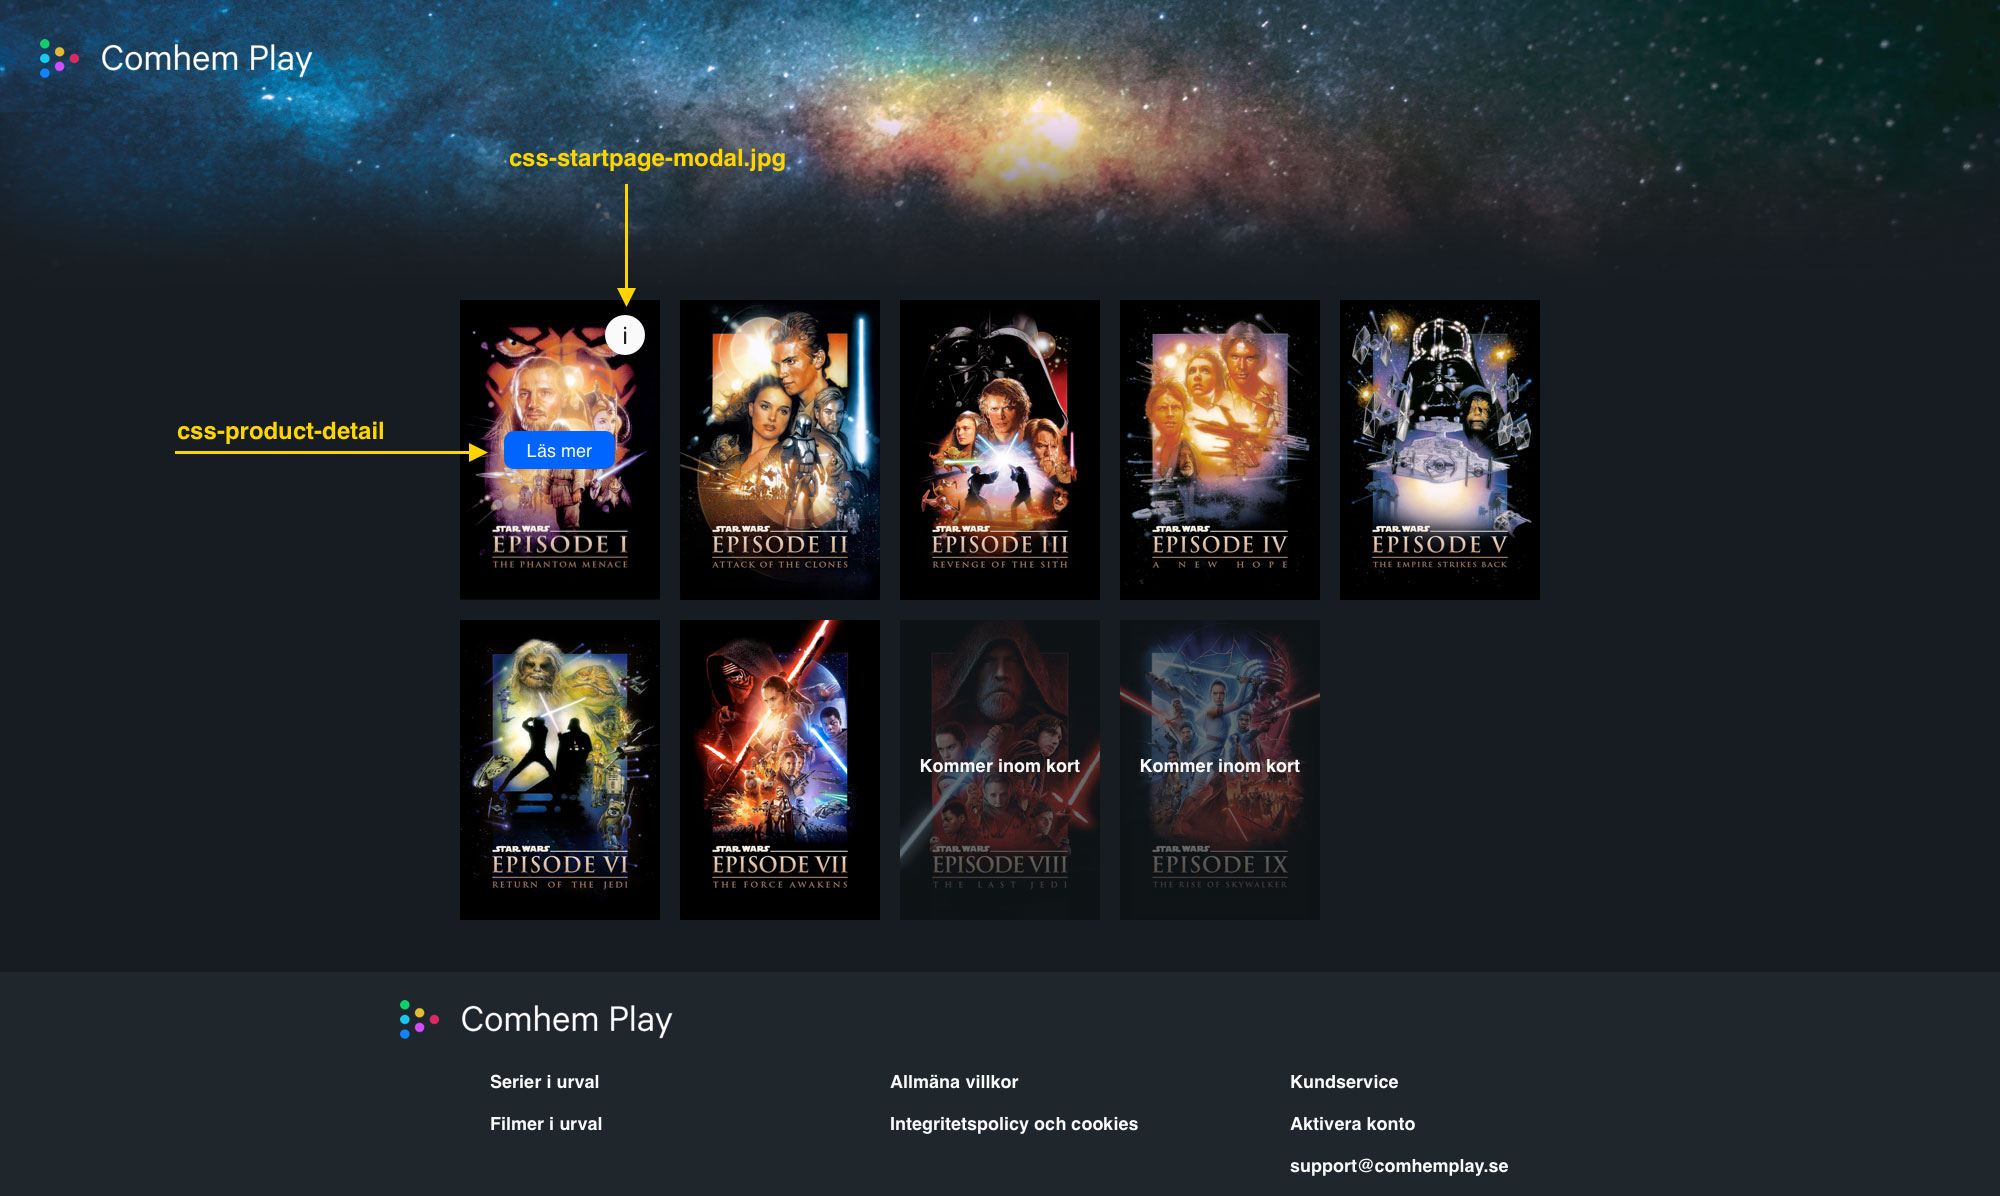 Comhem Play
css-startpage-modal.jpg
i
css-product-detail
Läs mer
STAR WARS
EPISODE I
THE PHANTOM MENACE
STAR WARS
EPISODE II
ATTACK OF THE CLONES
STAR WARS
EPISODE III
REVENGE OF THE SITH
STAR WARS
EPISODE IV
A NEW HOPE
STAR WARS
EPISODE V
THE EMPIRE STRIKES BACK
STAR WARS
EPISODE VI
RETURN OF THE JEDI
STAR WARS
EPISODE VII
THE FORCE AWAKENS
Kommer inom kort
STAR WARS
EPISODE VIII
THE LAST JEDI
Kommer inom kort
STAR WARS
EPISODE IX
THE RISE OF SKYWALKER
Comhem Play
Serier i urval
Filmer i urval
Allmäna villkor
Integritetspolicy och cookies
Kundservice
Aktivera konto
support@comhemplay.se